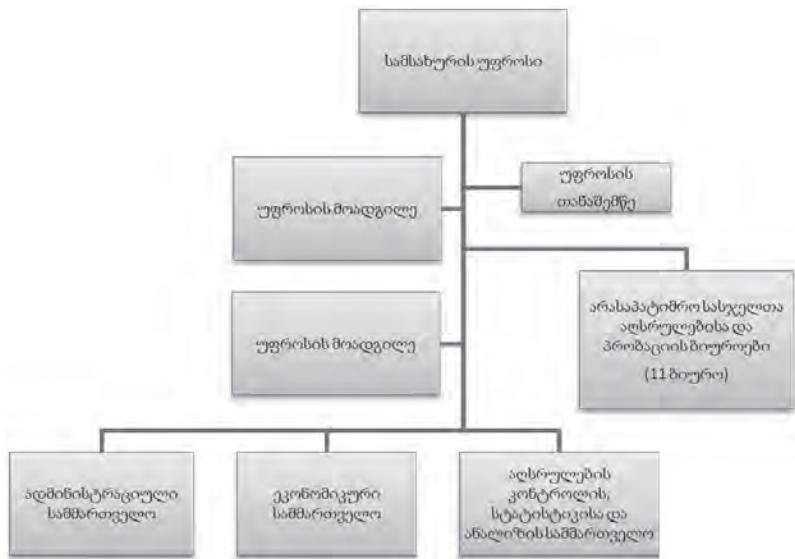 სამსახურის უფროსი
უფროსის
თანაშემწე
უფროსის მოადგილე
არასაპატიმრო სასჯელთა
აღსრულებისა და
პრობაციის ბიუროები
(11 ბიურო)
უფროსის მოადგილე
ადმინისტრაციული
სამმართველო
ეკონომიკური
სამმართველო
აღსრულების
კონტროლის,
სტატისტიკისა და
ანალიზის სამმართველო